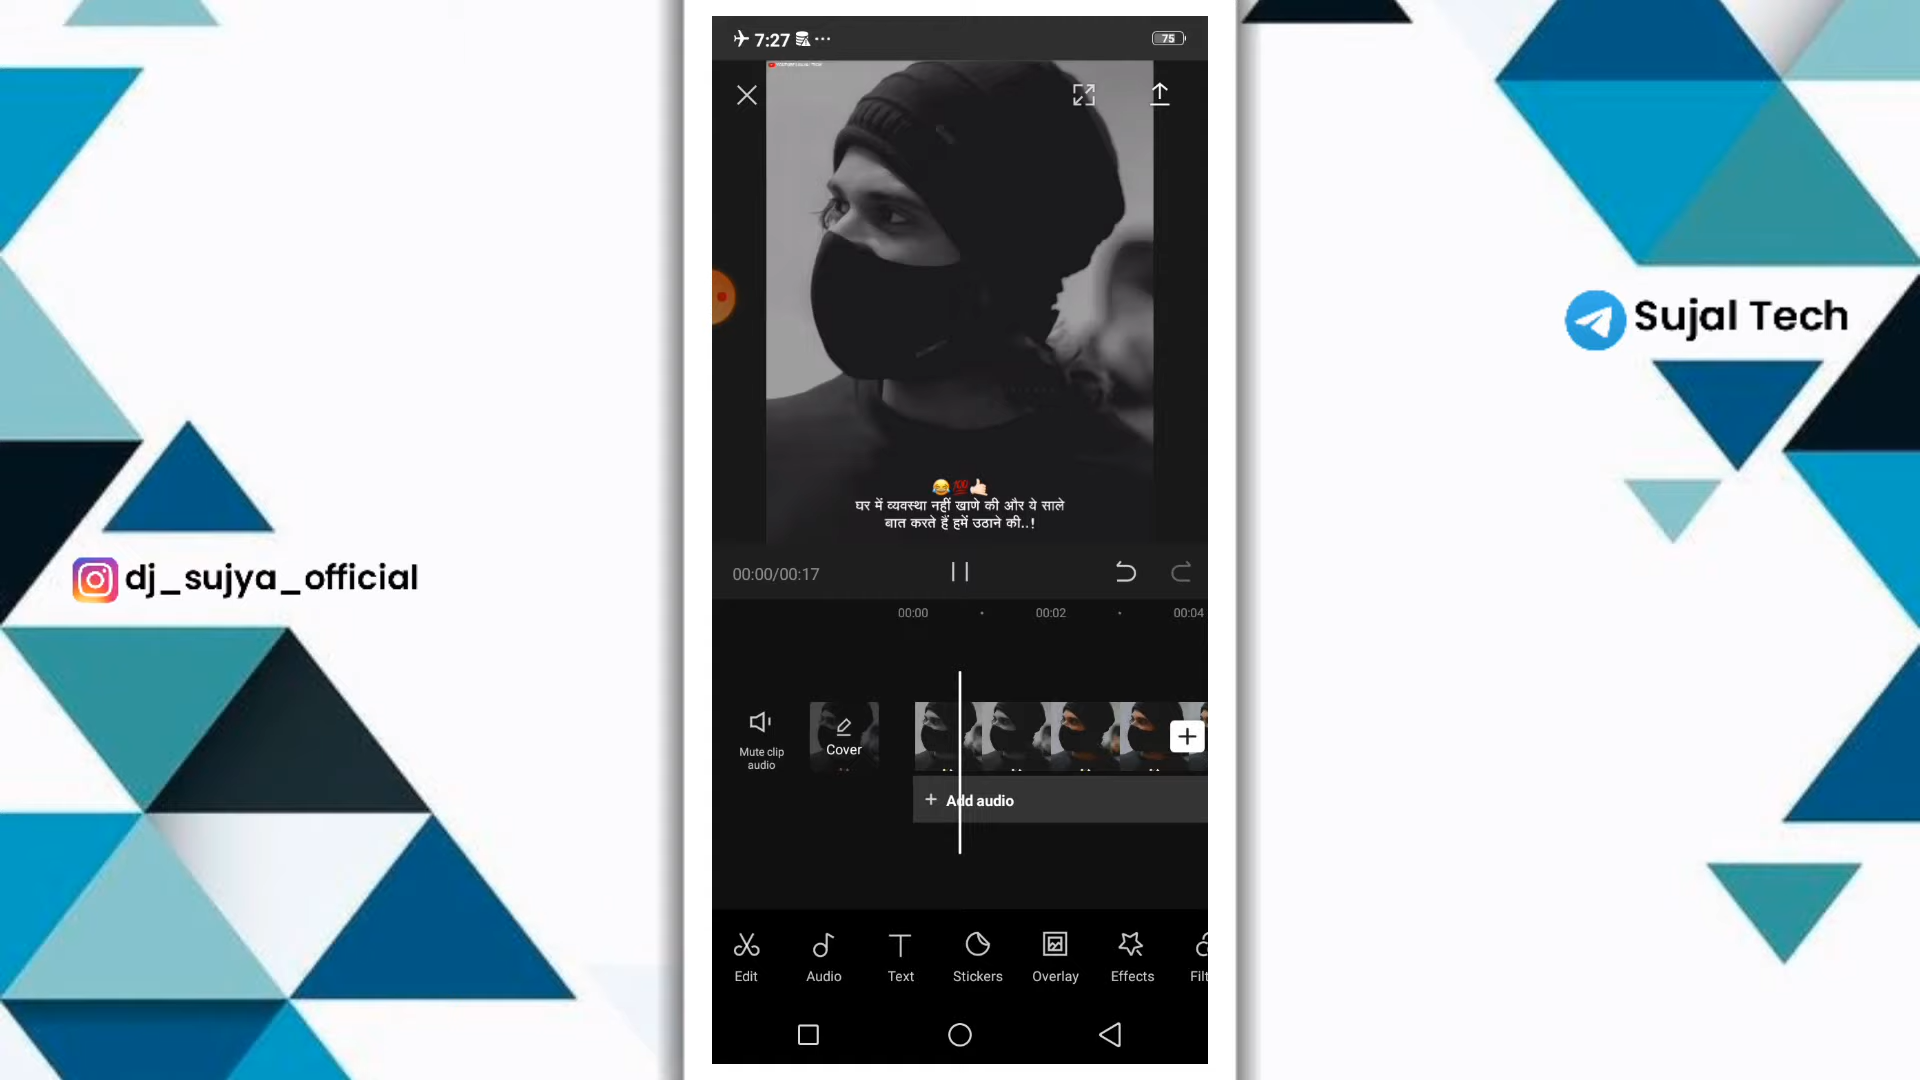 7:27
75
😂💯🤙🏻
घर में व्यवस्था नहीं खाणे की और ये साले
बात करते हैं हमें उठाने की..!
00:00/00:17
00:00
00:02
00:04
Mute clip
audio
Cover
+ Add audio
Edit
Audio
Text
Stickers
Overlay
Effects
Filt
dj_sujya_official
Sujal Tech